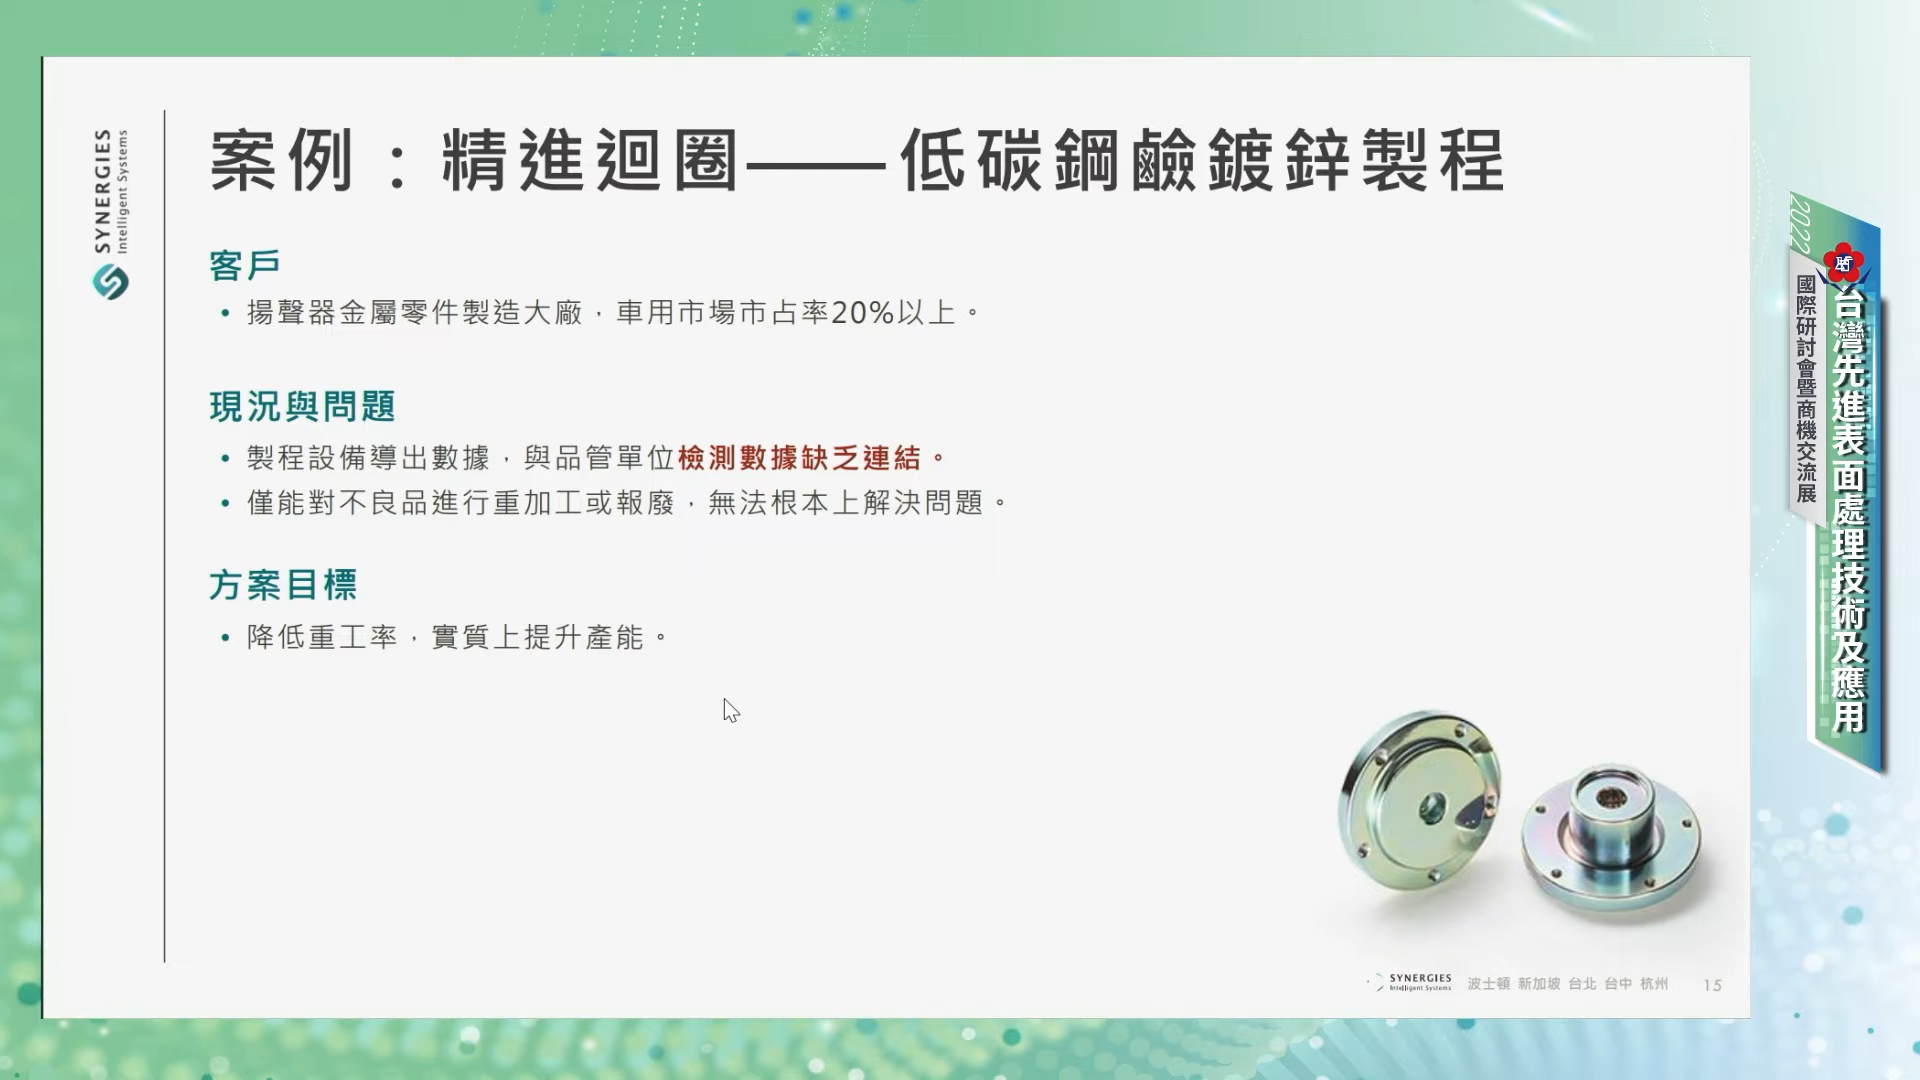 SYNERGIES
Intelligent Systems
案例：精進迴圈——低碳鋼鹼鍍鋅製程
客戶
• 揚聲器金屬零件製造大廠，車用市場市占率20%以上。
現況與問題
• 製程設備導出數據，與品管單位檢測數據缺乏連結。
• 僅能對不良品進行重加工或報廢，無法根本上解決問題。
方案目標
• 降低重工率，實質上提升產能。
SYNERGIES
Intelligent Systems
波士頓 新加坡 台北 台中 杭州
15
2022
台灣先進表面處理技術及應用
國際研討會暨商機交流展